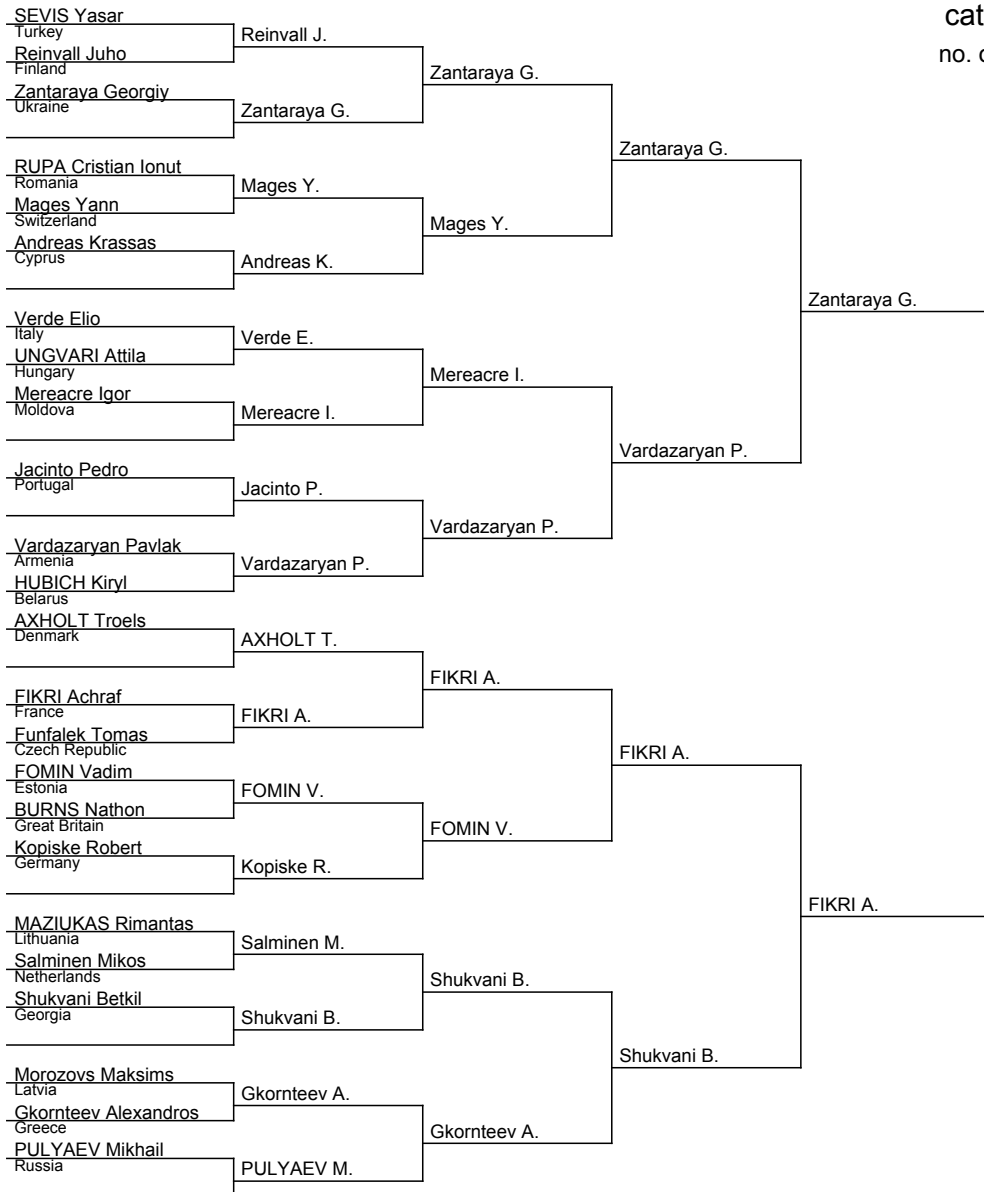 SEVIS Yasar
Turkey
Reinvall Juho
Finland
Zantaraya Georgiy
Ukraine
RUPA Cristian Ionut
Romania
Mages Yann
Switzerland
Andreas Krassas
Cyprus
Verde Elio
Italy
UNGVARI Attila
Hungary
Mereacre Igor
Moldova
Jacinto Pedro
Portugal
Vardazaryan Pavlak
Armenia
HUBICH Kiryl
Belarus
AXHOLT Troels
Denmark
FIKRI Achraf
France
Funfalek Tomas
Czech Republic
FOMIN Vadim
Estonia
BURNS Nathon
Great Britain
Kopiske Robert
Germany
MAZIUKAS Rimantas
Lithuania
Salminen Mikos
Netherlands
Shukvani Betkil
Georgia
Morozovs Maksims
Latvia
Gkornteev Alexandros
Greece
PULYAEV Mikhail
Russia
Reinvall J.
Zantaraya G.
Mages Y.
Andreas K.
Verde E.
Mereacre I.
Jacinto P.
Vardazaryan P.
AXHOLT T.
FIKRI A.
FOMIN V.
Kopiske R.
Salminen M.
Shukvani B.
Gkornteev A.
PULYAEV M.
Zantaraya G.
Mages Y.
Mereacre I.
Vardazaryan P.
FIKRI A.
FOMIN V.
Shukvani B.
Gkornteev A.
Zantaraya G.
Vardazaryan P.
FIKRI A.
Shukvani B.
Zantaraya G.
FIKRI A.
cat
no.